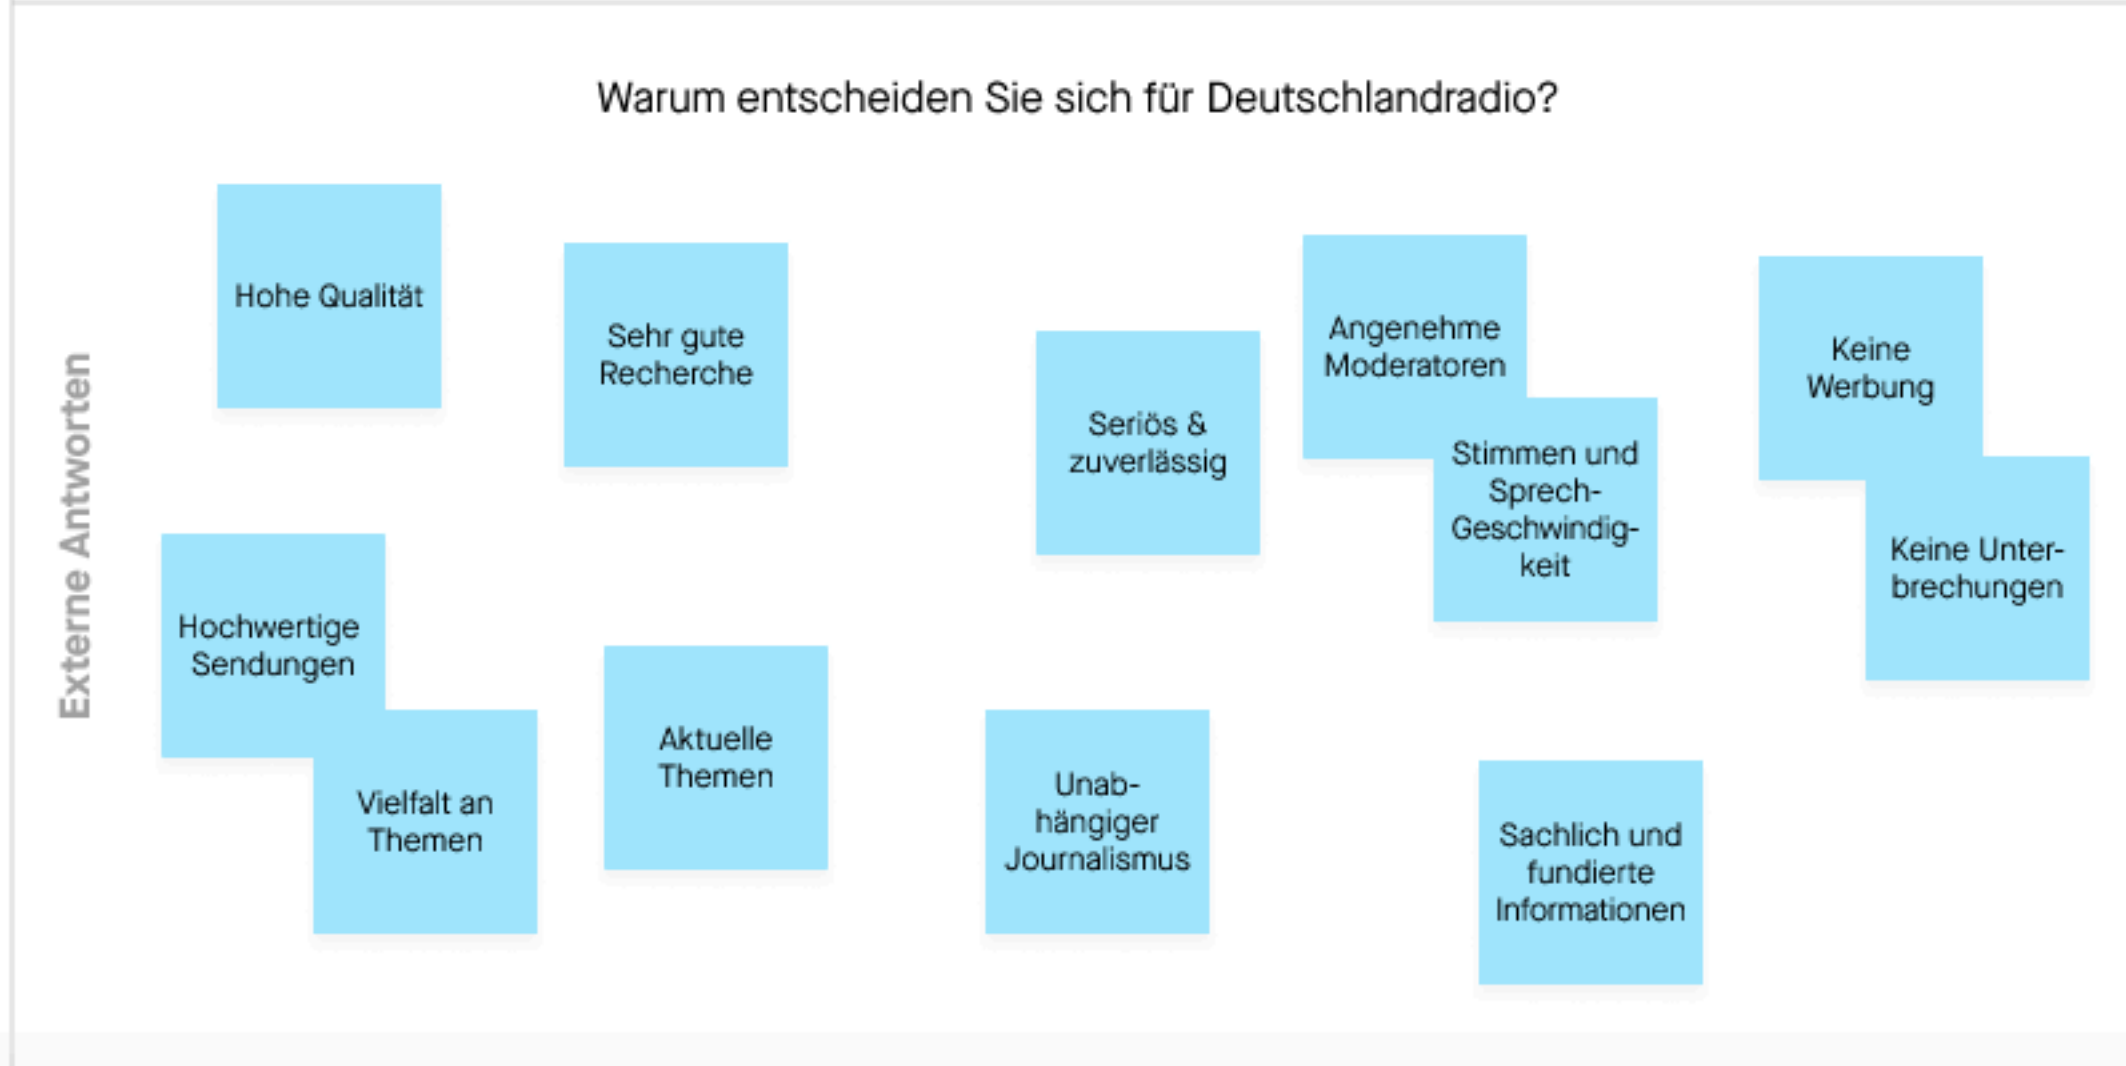 Warum entscheiden Sie sich für Deutschlandradio?
Externe Antworten
Hohe Qualität
Sehr gute
Recherche
Seriös &
zuverlässig
Angenehme
Moderatoren
Stimmen und
Sprech-
Geschwindig-
keit
Keine
Werbung
Keine Unter-
brechungen
Hochwertige
Sendungen
Vielfalt an
Themen
Aktuelle
Themen
Unab-
hängiger
Journalismus
Sachlich und
fundierte
Informationen